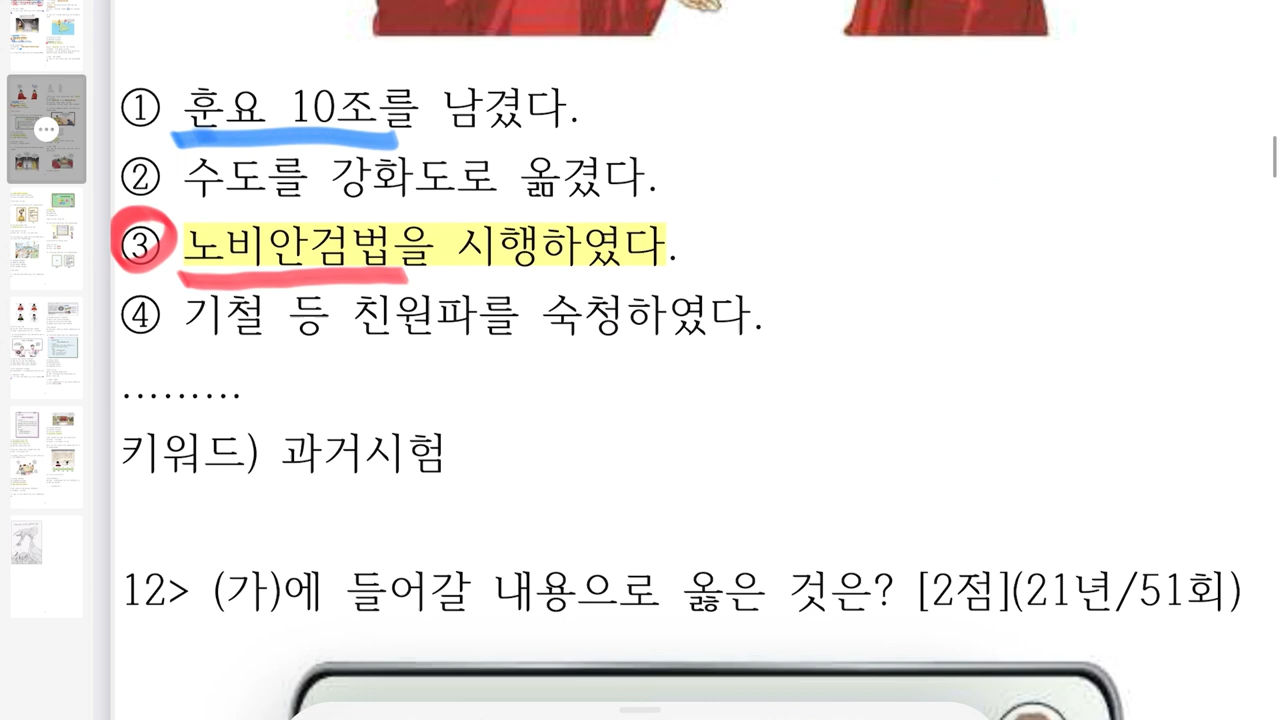 ① 훈요 10조를 남겼다.
② 수도를 강화도로 옮겼다.
③ 노비안검법을 시행하였다.
④ 기철 등 친원파를 숙청하였다.
.........
키워드) 과거시험
12> (가)에 들어갈 내용으로 옳은 것은? [2점](21년/51회)